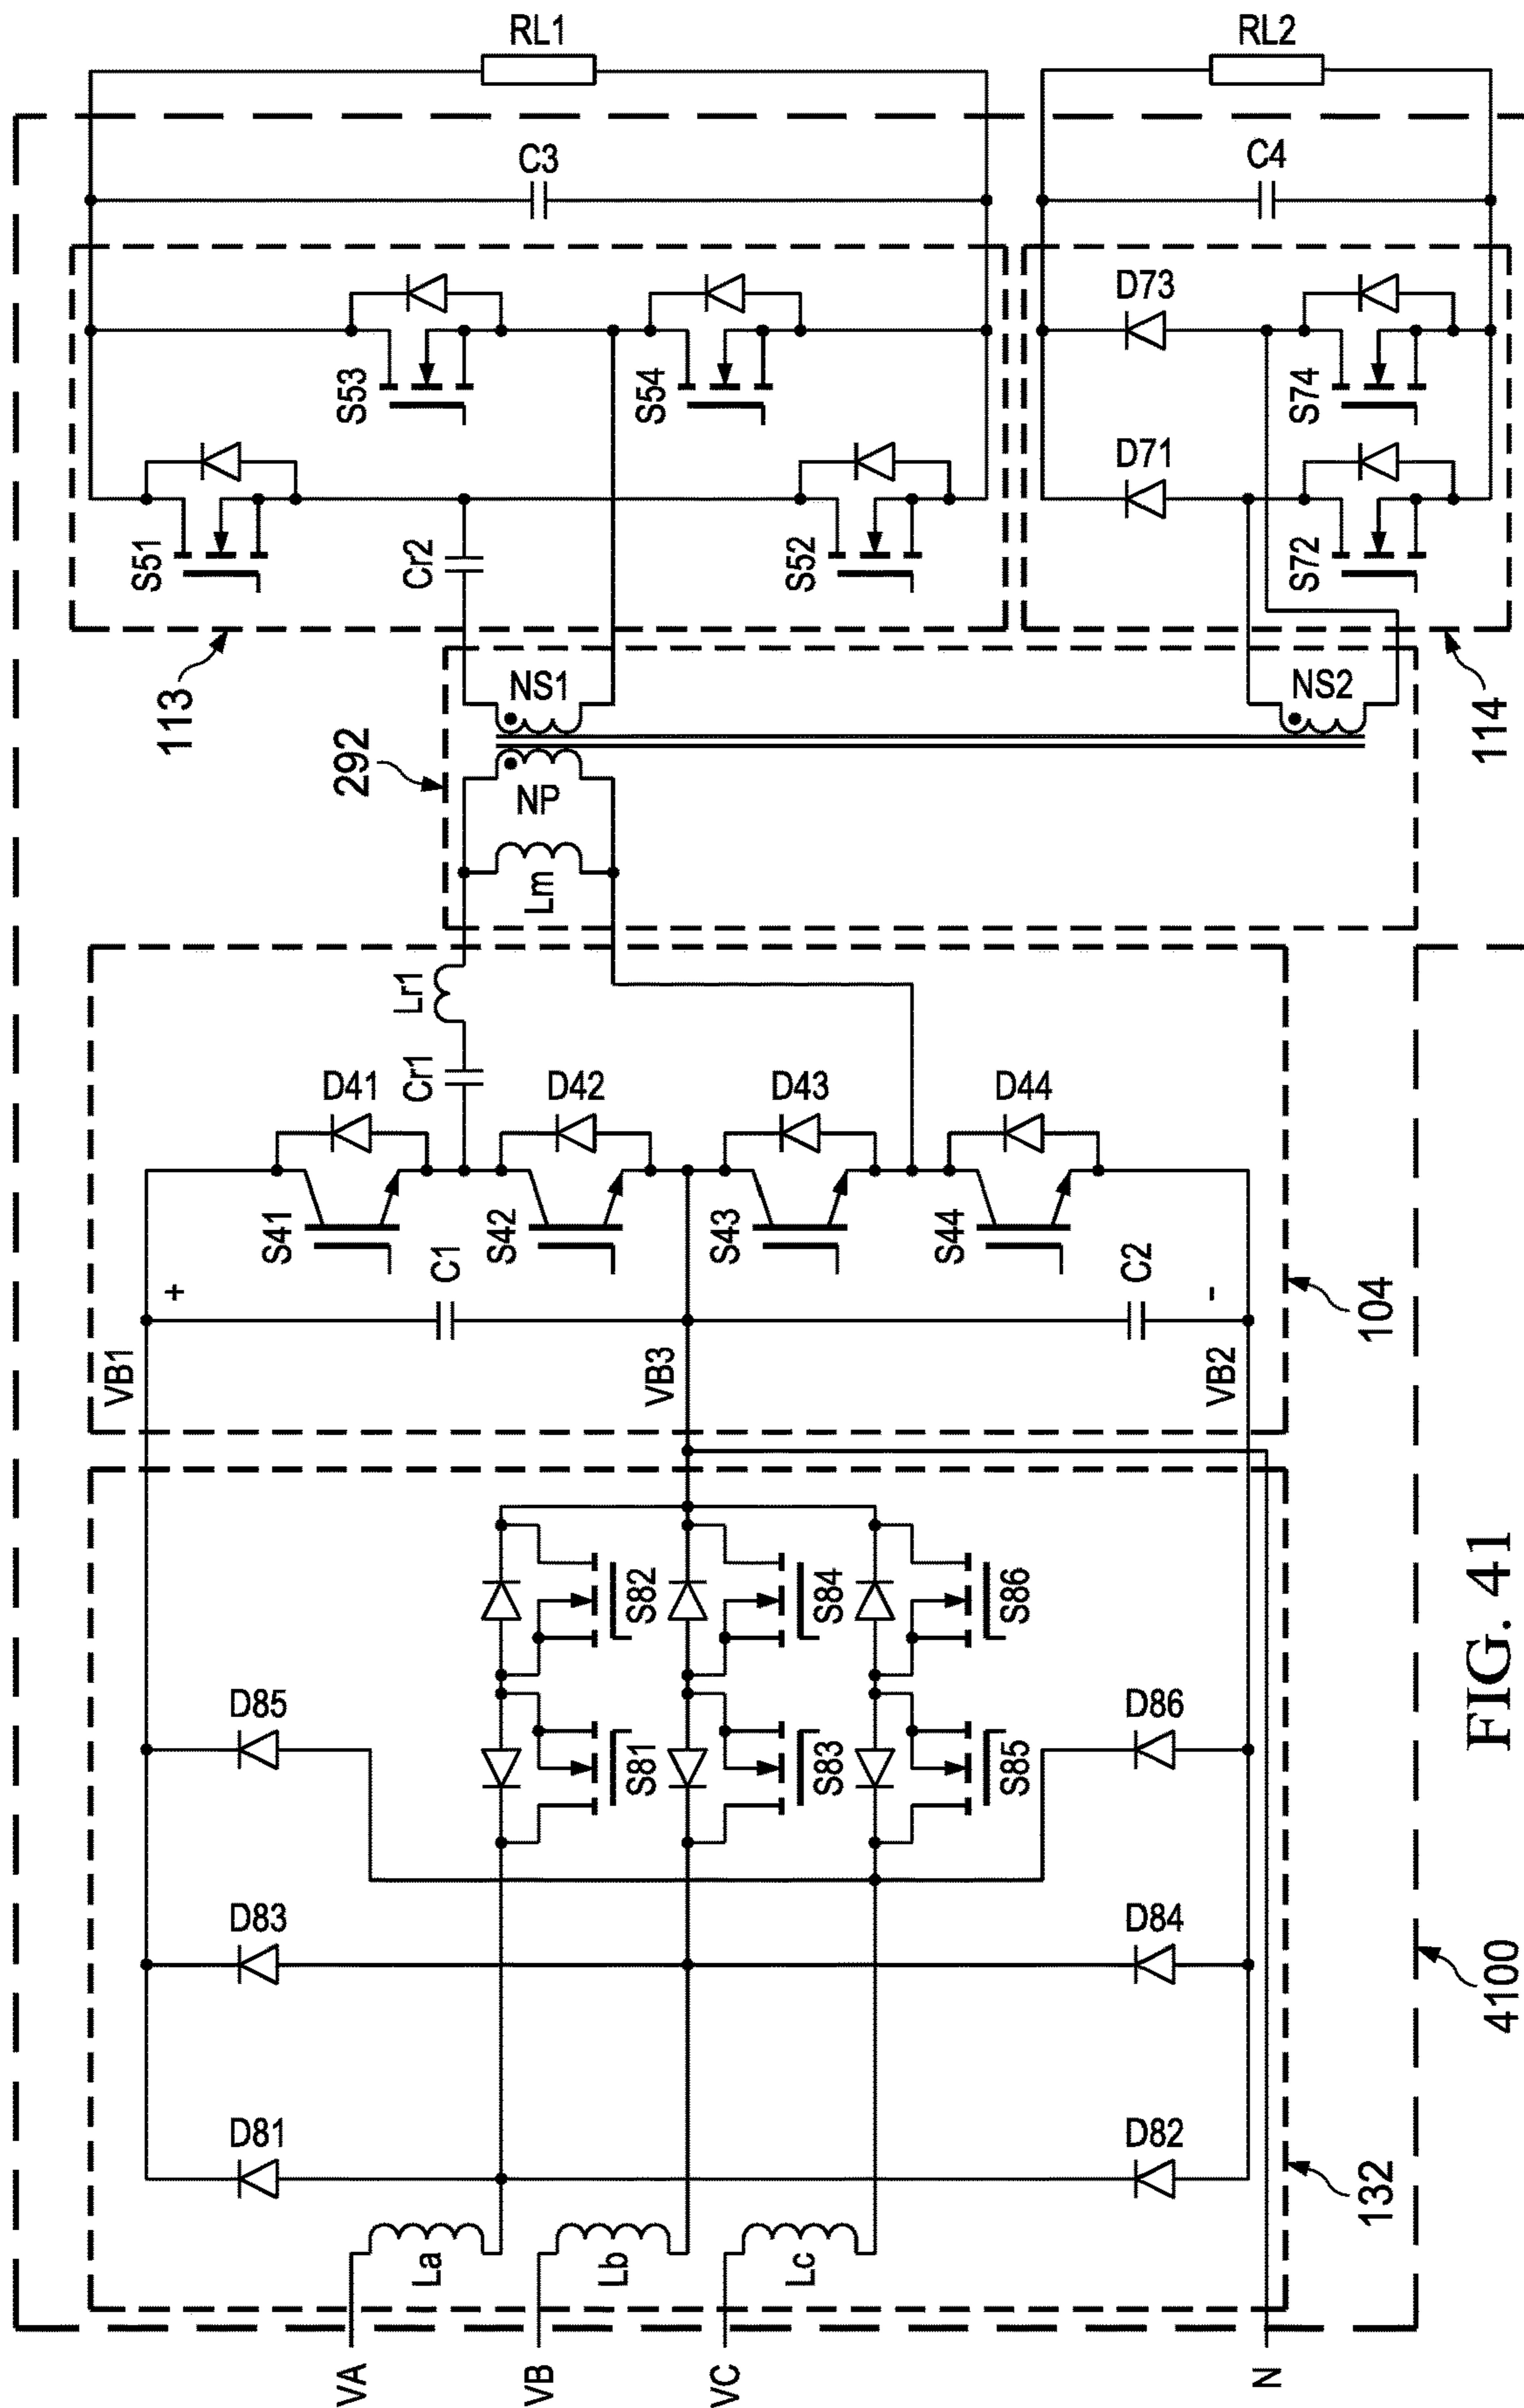 VA
VB
VC
N
La
Lb
Lc
D81
D83
D85
S81
S82
S83
S84
S85
S86
D82
D84
D86
132
VB1
VB3
VB2
+
-
C1
C2
S41
S42
S43
S44
D41
D42
D43
D44
Cr1
Lr1
104
Lm
NP
NS1
NS2
292
113
S51
S53
Cr2
S52
S54
C3
RL1
D71
D73
S72
S74
C4
RL2
114
4100
FIG. 41